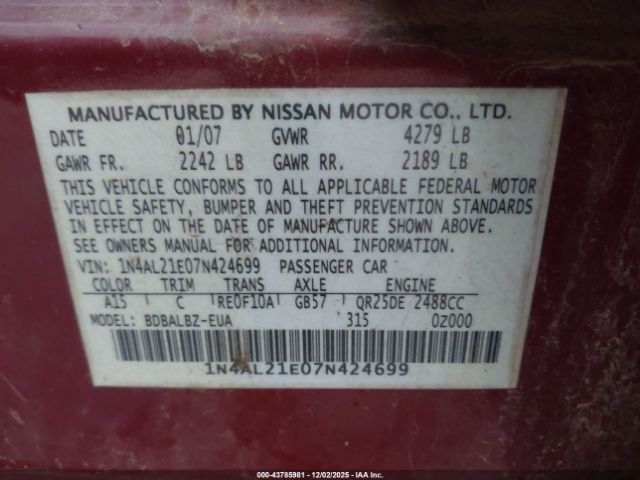 MANUFACTURED BY NISSAN MOTOR CO., LTD.
DATE 01/07 GVWR 4279 LB
GAWR FR. 2242 LB GAWR RR. 2189 LB
THIS VEHICLE CONFORMS TO ALL APPLICABLE FEDERAL MOTOR
VEHICLE SAFETY, BUMPER AND THEFT PREVENTION STANDARDS
IN EFFECT ON THE DATE OF MANUFACTURE SHOWN ABOVE.
SEE OWNERS MANUAL FOR ADDITIONAL INFORMATION.
VIN: 1N4AL21E07N424699 PASSENGER CAR
COLOR TRIM TRANS AXLE ENGINE
A15 C RE0F10A GB57 QR25DE 2488CC
MODEL: BDBALBZ-EUA 315 0Z000
1N4AL21E07N424699
000-43785981 - 12/02/2025 - IAA Inc.